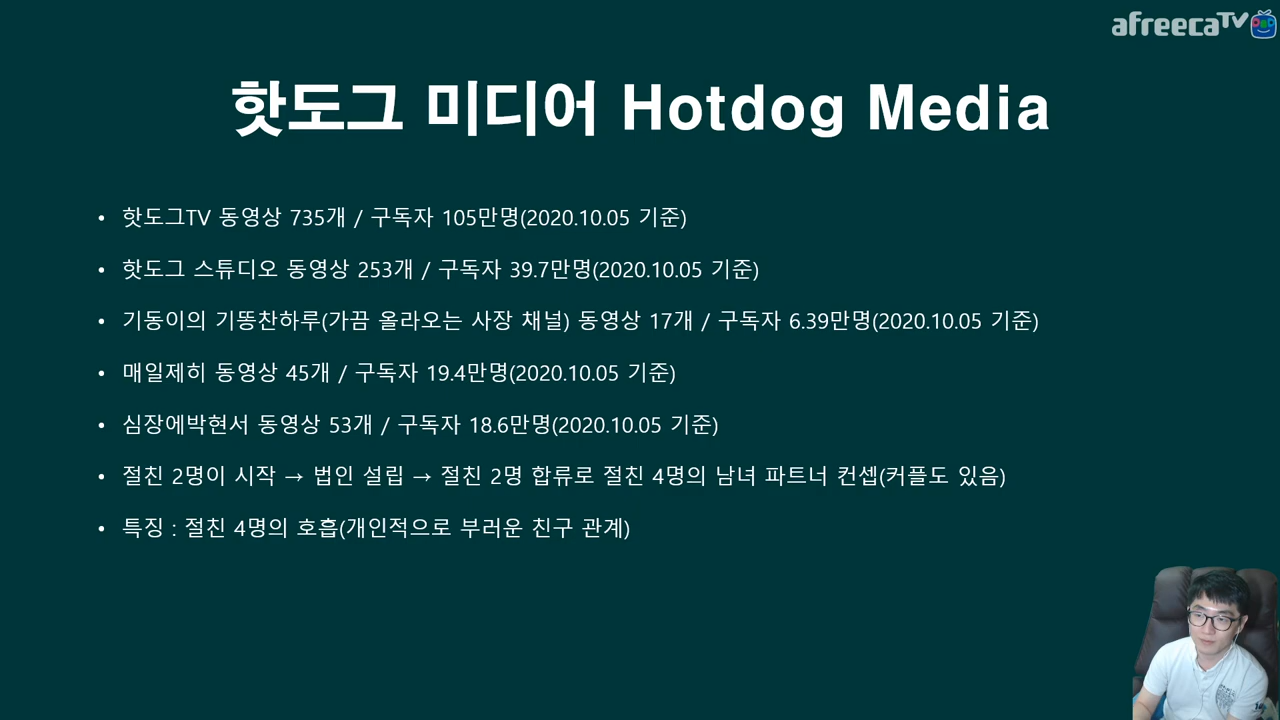 afreecaTV
핫도그 미디어 Hotdog Media
• 핫도그TV 동영상 735개 / 구독자 105만명(2020.10.05 기준)
• 핫도그 스튜디오 동영상 253개 / 구독자 39.7만명(2020.10.05 기준)
• 기동이의 기똥찬하루(가끔 올라오는 사장 채널) 동영상 17개 / 구독자 6.39만명(2020.10.05 기준)
• 매일제히 동영상 45개 / 구독자 19.4만명(2020.10.05 기준)
• 심장에박현서 동영상 53개 / 구독자 18.6만명(2020.10.05 기준)
• 절친 2명이 시작 → 법인 설립 → 절친 2명 합류로 절친 4명의 남녀 파트너 컨셉(커플도 있음)
• 특징 : 절친 4명의 호흡(개인적으로 부러운 친구 관계)